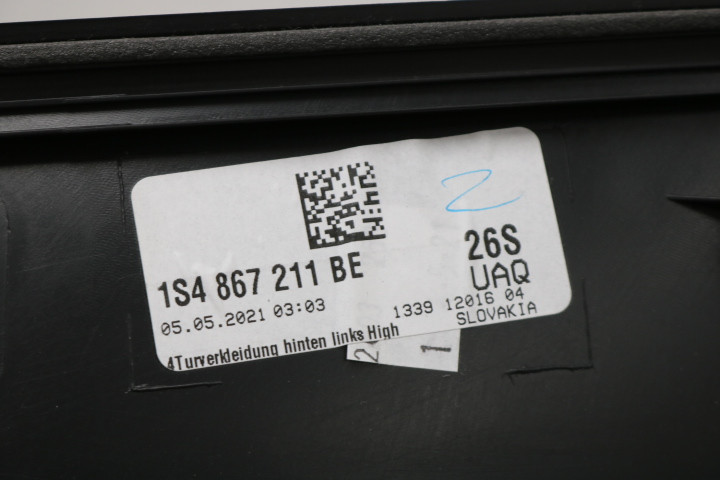 1S4 867 211 BE
26S
UAQ
05.05.2021 03:03
1339 12016 04
SLOVAKIA
4Turverkleidung hinten links High
1